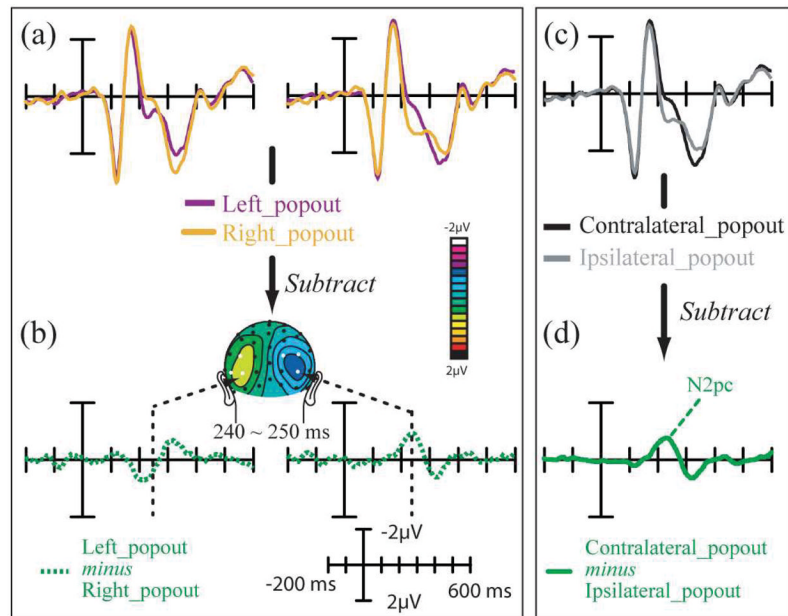 (a)
Left_popout
Right_popout
Subtract
-2µV
2µV
(b)
240 ~ 250 ms
Left_popout
minus
Right_popout
-2µV
-200 ms
600 ms
2µV
(c)
Contralateral_popout
Ipsilateral_popout
Subtract
(d)
N2pc
Contralateral_popout
minus
Ipsilateral_popout